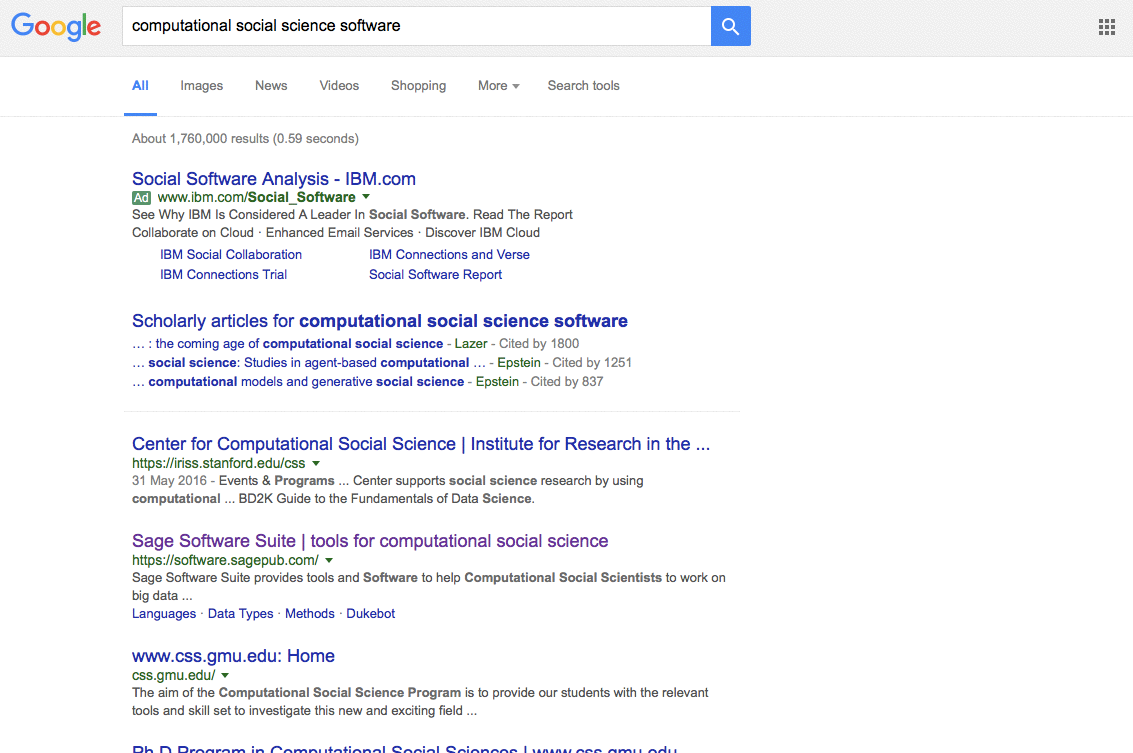 Google
computational social science software
All Images News Videos Shopping More Search tools
About 1,760,000 results (0.59 seconds)
Social Software Analysis - IBM.com
Ad www.ibm.com/Social_Software
See Why IBM Is Considered A Leader In Social Software. Read The Report
Collaborate on Cloud · Enhanced Email Services · Discover IBM Cloud
IBM Social Collaboration IBM Connections and Verse
IBM Connections Trial Social Software Report
Scholarly articles for computational social science software
... : the coming age of computational social science - Lazer - Cited by 1800
... social science: Studies in agent-based computational ... - Epstein - Cited by 1251
... computational models and generative social science - Epstein - Cited by 837
Center for Computational Social Science | Institute for Research in the ...
https://iriss.stanford.edu/css
31 May 2016 - Events & Programs ... Center supports social science research by using
computational ... BD2K Guide to the Fundamentals of Data Science.
Sage Software Suite | tools for computational social science
https://software.sagepub.com/
Sage Software Suite provides tools and Software to help Computational Social Scientists to work on
big data ...
Languages · Data Types · Methods · Dukebot
www.css.gmu.edu: Home
css.gmu.edu/
The aim of the Computational Social Science Program is to provide our students with the relevant
tools and skill set to investigate this new and exciting field ...
Ph.D Program in Computational Social Sciences | www.css.gmu.edu